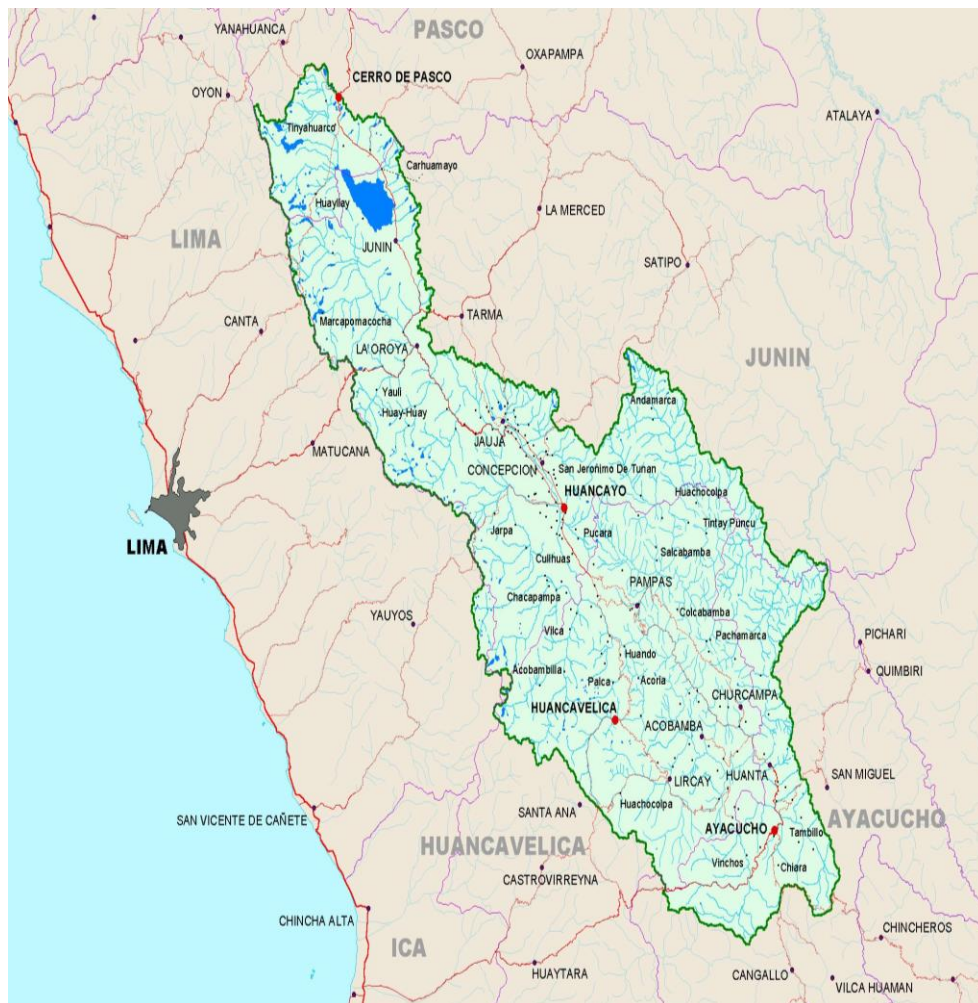 PASCO
YANAHUANCA
OXAPAMPA
CERRO DE PASCO
OYON
ATALAYA
Tinyahuarco
Carhuamayo
Huayllay
LA MERCED
LIMA
JUNIN
SATIPO
TARMA
Marcapomacocha
CANTA
LA OROYA
JUNIN
Yauli
Andamarca
Huay-Huay
JAUJA
MATUCANA
CONCEPCION
San Jeronimo De Tunan
HUANCAYO
Huachocolpa
Tintay Puncu
Jarpa
Pucara
LIMA
Cullhuas
Salcabamba
PAMPAS
Chacapampa
Colcabamba
YAUYOS
Vilca
Pachamarca
PICHARI
Huando
Acobambilla
QUIMBIRI
Palca
Acoria
CHURCAMPA
HUANCAVELICA
ACOBAMBA
HUANTA
LIRCAY
SAN MIGUEL
Huachocolpa
SANTA ANA
SAN VICENTE DE CAÑETE
AYACUCHO
AYACUCHO
Tambillo
HUANCAVELICA
Vinchos
Chiara
CASTROVIRREYNA
CHINCHA ALTA
CHINCHEROS
ICA
HUAYTARA
CANGALLO
VILCA HUAMAN